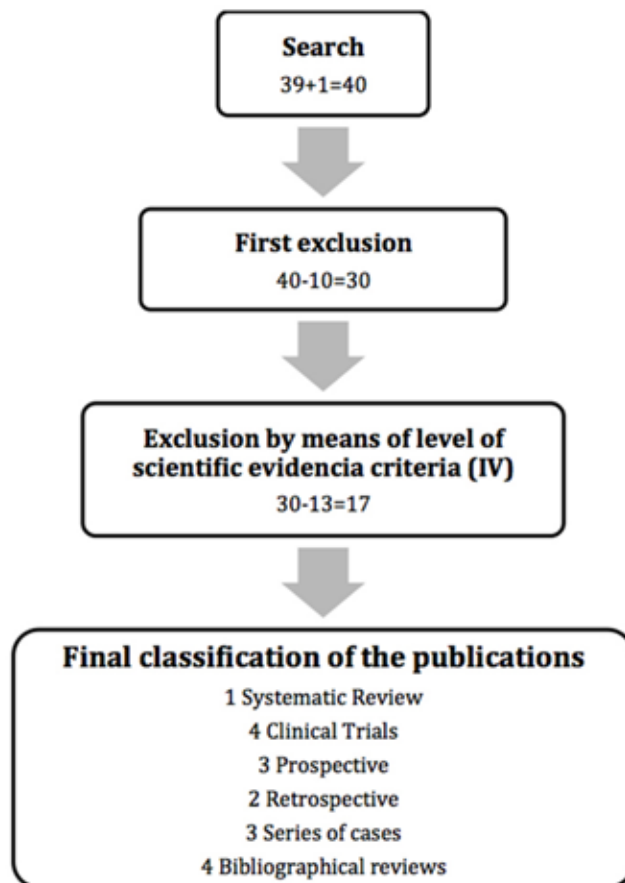 Search
39+1=40
First exclusion
40-10=30
Exclusion by means of level of
scientific evidencia criteria (IV)
30-13=17
Final classification of the publications
1 Systematic Review
4 Clinical Trials
3 Prospective
2 Retrospective
3 Series of cases
4 Bibliographical reviews